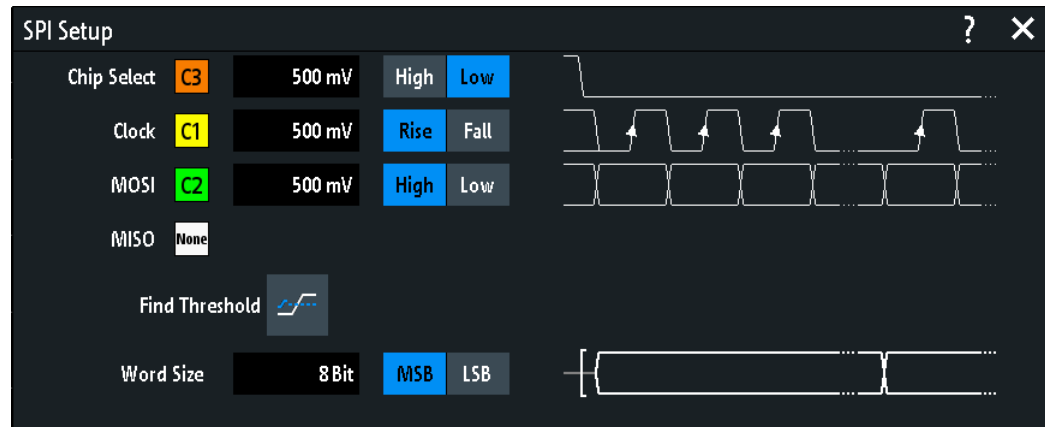 SPI Setup ? ×
Chip Select C3 500 mV High Low
Clock C1 500 mV Rise Fall
MOSI C2 500 mV High Low
MISO None
Find Threshold
Word Size 8 Bit MSB LSB